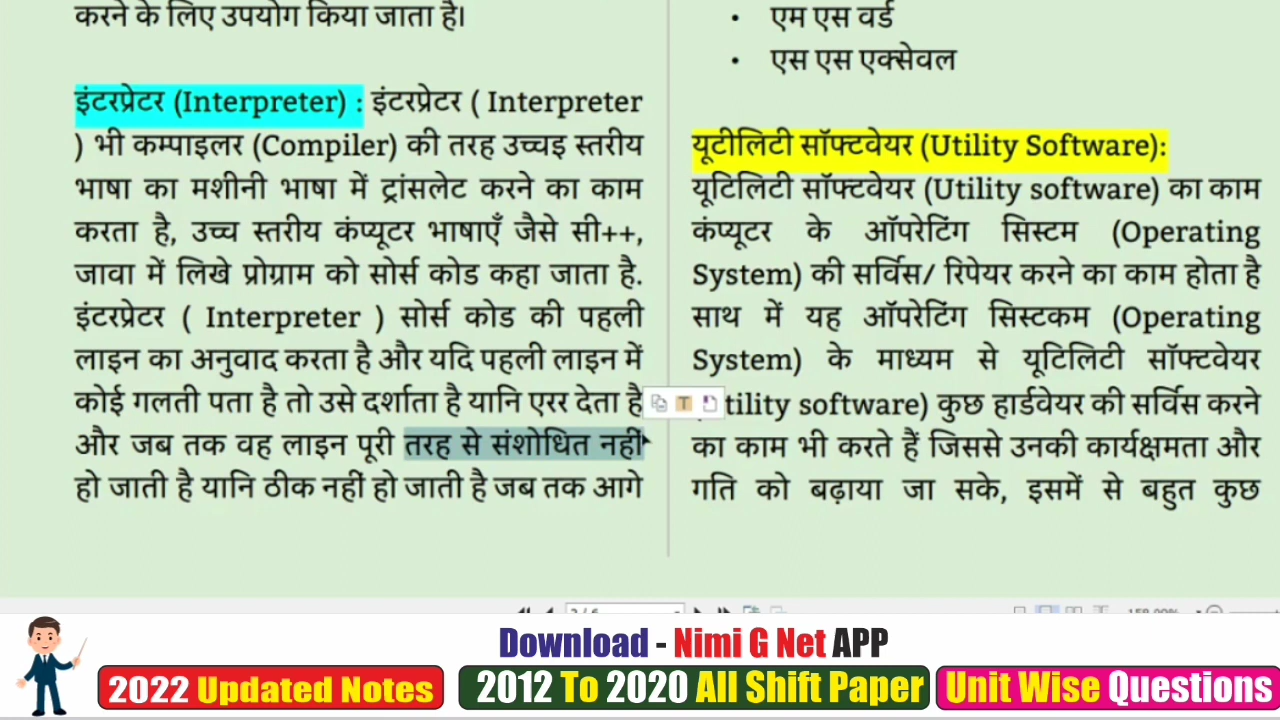 करने के लिए उपयोग किया जाता है।
इंटरप्रेटर (Interpreter) : इंटरप्रेटर ( Interpreter
) भी कम्पाइलर (Compiler) की तरह उच्चइ स्तरीय
भाषा का मशीनी भाषा में ट्रांसलेट करने का काम
करता है, उच्च स्तरीय कंप्यूटर भाषाएँ जैसे सी++,
जावा में लिखे प्रोग्राम को सोर्स कोड कहा जाता है.
इंटरप्रेटर ( Interpreter ) सोर्स कोड की पहली
लाइन का अनुवाद करता है और यदि पहली लाइन में
कोई गलती पता है तो उसे दर्शाता है यानि एरर देता है
और जब तक वह लाइन पूरी तरह से संशोधित नहीं
हो जाती है यानि ठीक नहीं हो जाती है जब तक आगे
• एम एस वर्ड
• एस एस एक्सेवल
यूटीलिटी सॉफ्टवेयर (Utility Software):
यूटिलिटी सॉफ्टवेयर (Utility software) का काम
कंप्यूटर के ऑपरेटिंग सिस्टम (Operating
System) की सर्विस/ रिपेयर करने का काम होता है
साथ में यह ऑपरेटिंग सिस्टकम (Operating
System) के माध्यम से यूटिलिटी सॉफ्टवेयर
tility software) कुछ हार्डवेयर की सर्विस करने
का काम भी करते हैं जिससे उनकी कार्यक्षमता और
गति को बढ़ाया जा सके, इसमें से बहुत कुछ
Download - Nimi G Net APP
2022 Updated Notes
2012 To 2020 All Shift Paper
Unit Wise Questions